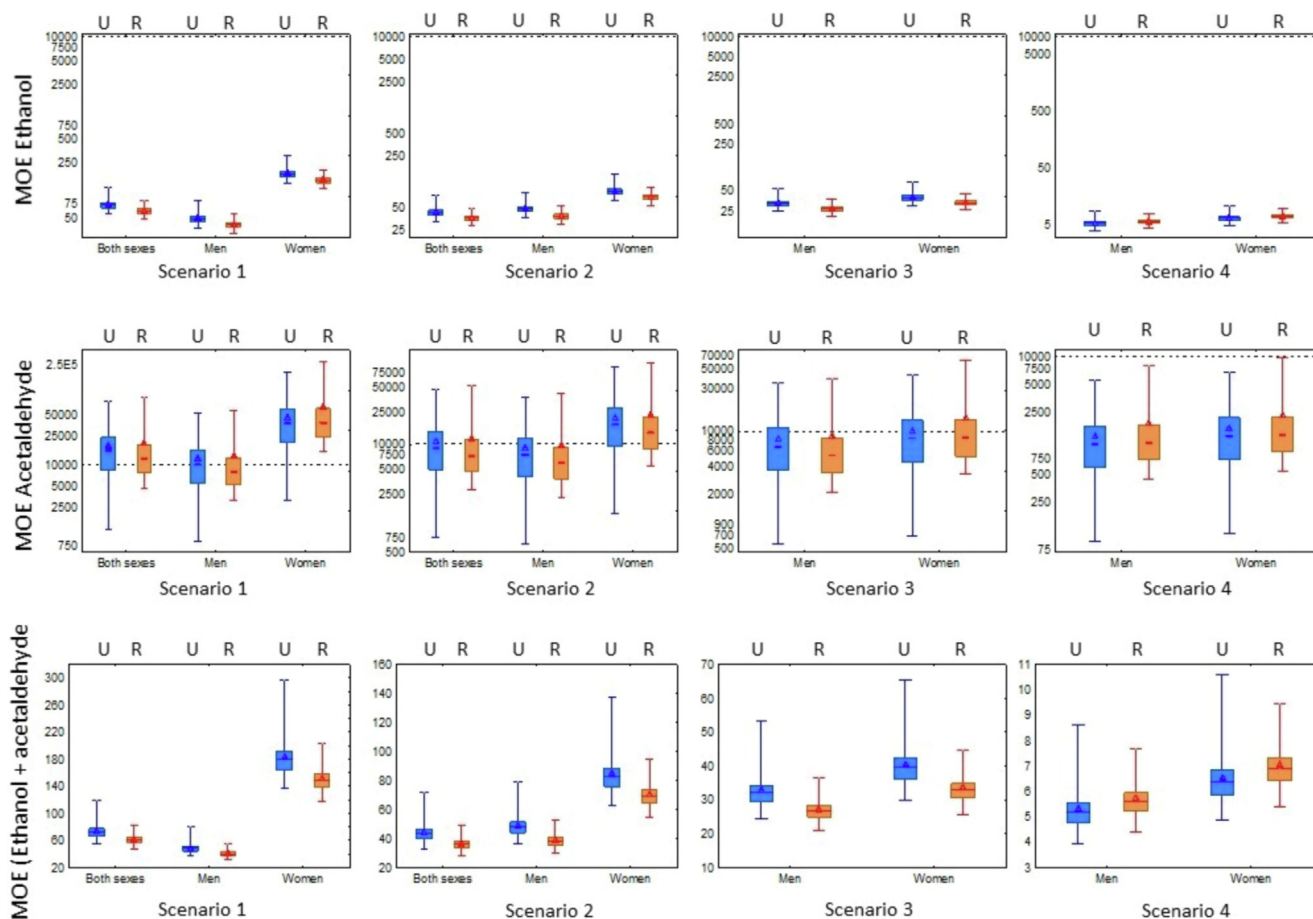 U R U R U R
U R U R U R
U R U R
U R U R
MOE Ethanol
10000
7500
5000
2500
750
500
250
75
50
Both sexes Men Women
Scenario 1
10000
5000
2500
500
250
50
25
Both sexes Men Women
Scenario 2
10000
5000
2500
500
250
50
25
Men Women
Scenario 3
10000
5000
500
50
5
Men Women
Scenario 4
U R U R U R
U R U R U R
U R U R
U R U R
MOE Acetaldehyde
2.5E5
50000
25000
10000
5000
2500
750
Both sexes Men Women
Scenario 1
75000
50000
25000
10000
7500
5000
2500
750
500
Both sexes Men Women
Scenario 2
70000
50000
30000
10000
8000
6000
4000
2000
900
700
500
Men Women
Scenario 3
10000
7500
5000
2500
750
500
250
75
Men Women
Scenario 4
U R U R U R
U R U R U R
U R U R
U R U R
MOE (Ethanol + acetaldehyde
300
260
220
180
140
100
60
20
Both sexes Men Women
Scenario 1
160
140
120
100
80
60
40
20
Both sexes Men Women
Scenario 2
70
60
50
40
30
20
10
Men Women
Scenario 3
11
10
9
8
7
6
5
4
3
Men Women
Scenario 4